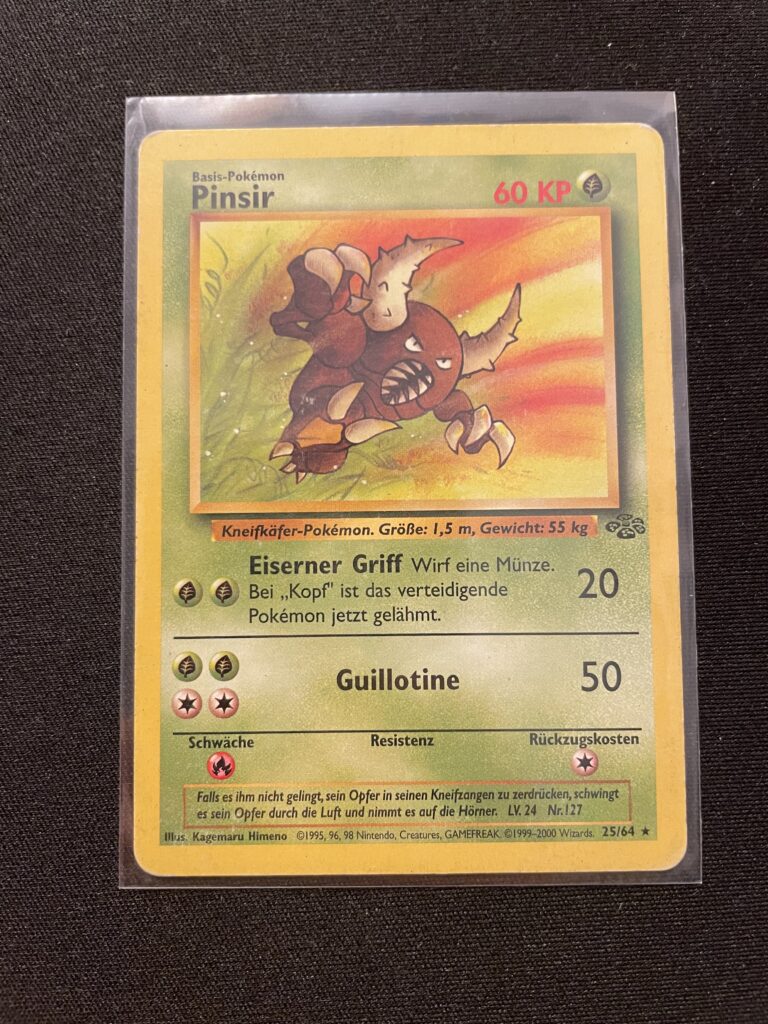 Basis-Pokémon
Pinsir 60 KP
Kneifkäfer-Pokémon. Größe: 1,5 m, Gewicht: 55 kg
Eiserner Griff Wirf eine Münze.
Bei „Kopf" ist das verteidigende
Pokémon jetzt gelähmt.
20
Guillotine 50
Schwäche Resistenz Rückzugskosten
Falls es ihm nicht gelingt, sein Opfer in seinen Kneifzangen zu zerdrücken, schwingt
es sein Opfer durch die Luft und nimmt es auf die Hörner. LV. 24 Nr. 127
Illus. Kagemaru Himeno ©1995, 96, 98 Nintendo, Creatures, GAMEFREAK. ©1999–2000 Wizards. 25/64 ★